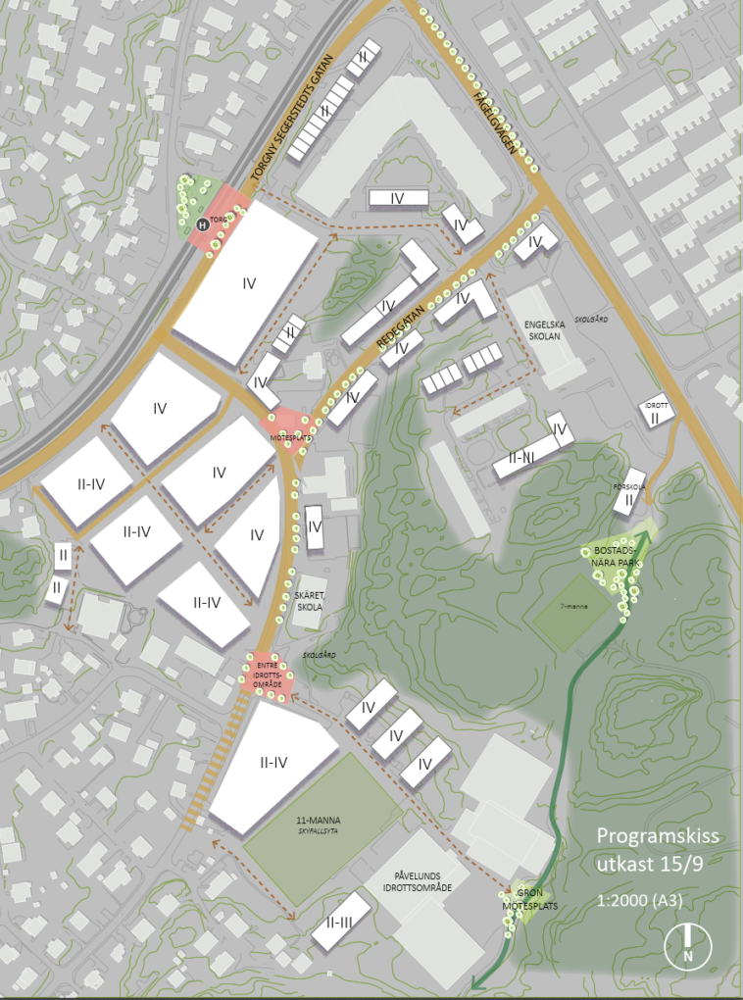 II
TORGNY SEGERSTEDTS GATAN
FAGELGVÄGEN
II
IV
TORG
H
IV
IV
IV
IV
IV
IV
REDEGATAN
ENGELSKA
SKOLAN
SKOLGÅRD
II
IV
IV
IV
IV
MÖTESPLATS
IDROTT
II
IV
II-III
IV
II-IV
FÖRSKOLA
II
IV
II-IV
IV
II
BOSTADS-
NÄRA PARK
II
II-IV
SKÄRET,
SKOLA
7-manna
SKOLGÅRD
ENTRÉ
IDROTTS-
OMRÅDE
IV
IV
IV
II-IV
11-MANNA
SKYFALLSYTA
Programskiss
utkast 15/9
1:2000 (A3)
PÅVELUNDS
IDROTTSOMRÅDE
GRÖN
MÖTESPLATS
II-III
N